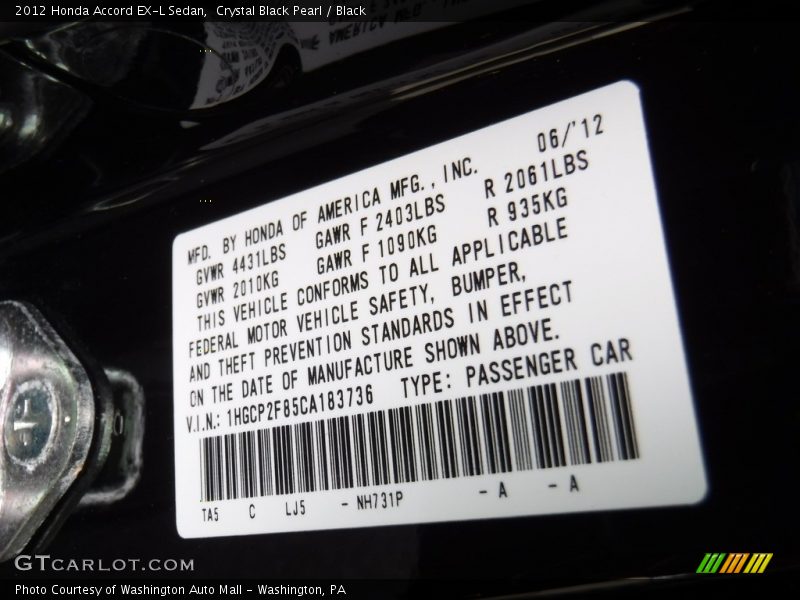 2012 Honda Accord EX-L Sedan,  Crystal Black Pearl / Black
06/'12
MFD. BY HONDA OF AMERICA MFG., INC.
GVWR 4431LBS GAWR F 2403LBS R 2061LBS
GVWR 2010KG GAWR F 1090KG R 935KG
THIS VEHICLE CONFORMS TO ALL APPLICABLE
FEDERAL MOTOR VEHICLE SAFETY, BUMPER,
AND THEFT PREVENTION STANDARDS IN EFFECT
ON THE DATE OF MANUFACTURE SHOWN ABOVE.
V.I.N.: 1HGCP2F85CA183736 TYPE: PASSENGER CAR
TA5 C LJ5 - NH731P - A - A
GTCARLOT.COM
Photo Courtesy of Washington Auto Mall - Washington, PA